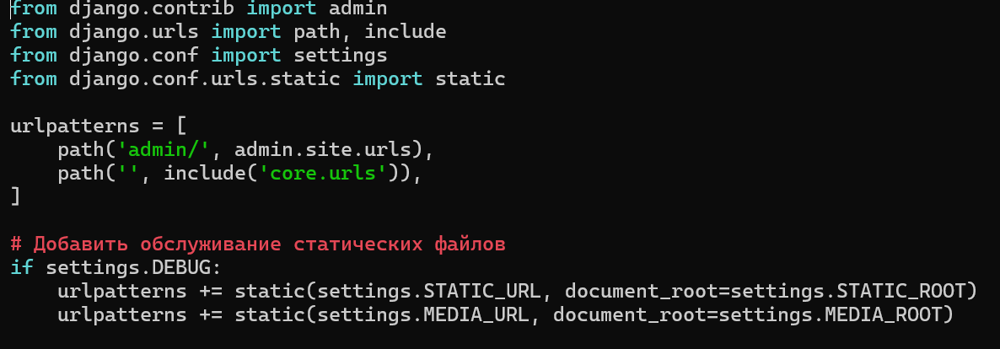 from django.contrib import admin
from django.urls import path, include
from django.conf import settings
from django.conf.urls.static import static
urlpatterns = [
    path('admin/', admin.site.urls),
    path('', include('core.urls')),
]
# Добавить обслуживание статических файлов
if settings.DEBUG:
    urlpatterns += static(settings.STATIC_URL, document_root=settings.STATIC_ROOT)
    urlpatterns += static(settings.MEDIA_URL, document_root=settings.MEDIA_ROOT)